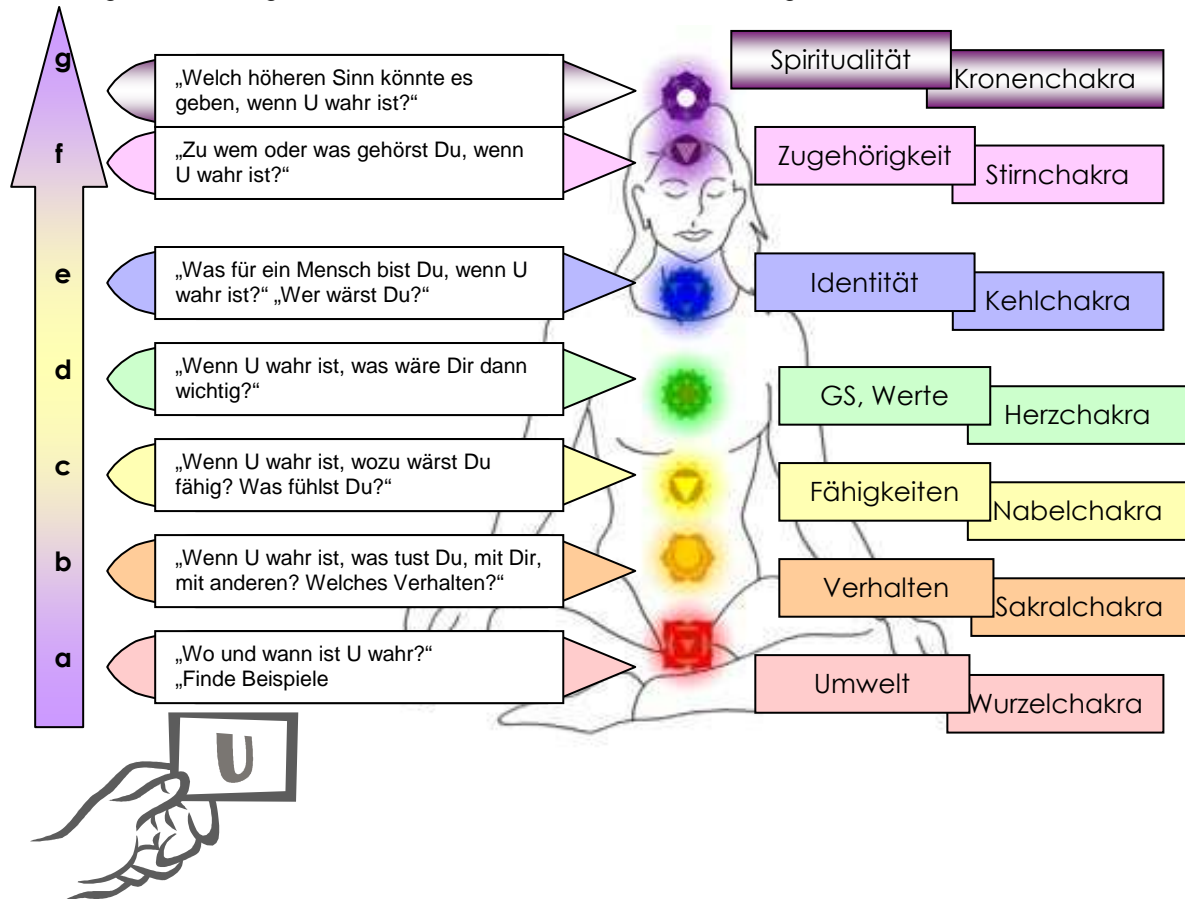 g
„Welch höheren Sinn könnte es
geben, wenn U wahr ist?“
Spiritualität
Kronenchakra
f
„Zu wem oder was gehörst Du, wenn
U wahr ist?“
Zugehörigkeit
Stirnchakra
e
„Was für ein Mensch bist Du, wenn U
wahr ist?“ „Wer wärst Du?“
Identität
Kehlchakra
d
„Wenn U wahr ist, was wäre Dir dann
wichtig?“
GS, Werte
Herzchakra
c
„Wenn U wahr ist, wozu wärst Du
fähig? Was fühlst Du?“
Fähigkeiten
Nabelchakra
b
„Wenn U wahr ist, was tust Du, mit Dir,
mit anderen? Welches Verhalten?“
Verhalten
Sakralchakra
a
„Wo und wann ist U wahr?“
„Finde Beispiele
Umwelt
Wurzelchakra
U